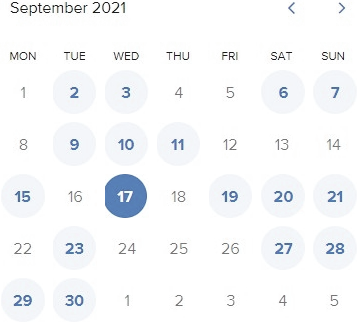 September 2021
MON TUE WED THU FRI SAT SUN
1 2 3 4 5 6 7
8 9 10 11 12 13 14
15 16 17 18 19 20 21
22 23 24 25 26 27 28
29 30 1 2 3 4 5